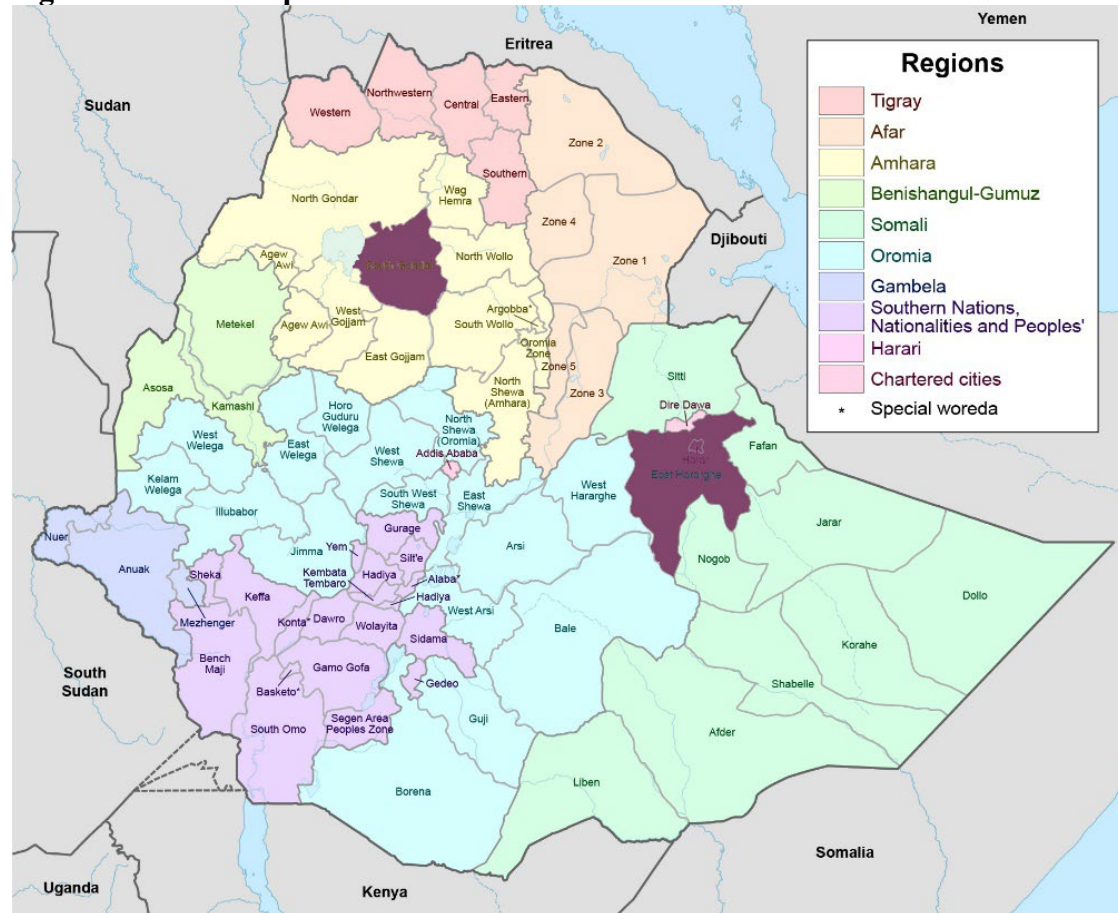 Yemen
Eritrea
Sudan
Djibouti
South
Sudan
Uganda
Kenya
Somalia
Regions
Tigray
Afar
Amhara
Benishangul-Gumuz
Somali
Oromia
Gambela
Southern Nations,
Nationalities and Peoples'
Harari
Chartered cities
* Special woreda
Western
Northwestern
Central
Eastern
Southern
Zone 2
Zone 4
Zone 1
Zone 5
Zone 3
North Gondar
Wag
Hemra
North Wollo
Agew
Awi
West
Gojjam
Agew Awi
East Gojjam
Argobba*
South Wollo
Oromia
Zone
North
Shewa
(Amhara)
Metekel
Asosa
Kamashi
Sitti
Dire Dawa
East Hararghe
Fafan
Jarar
Nogob
Dollo
Korahe
Shabelle
Afder
Liben
Horo
Guduru
Welega
West
Welega
East
Welega
Kelam
Welega
West
Shewa
North
Shewa
(Oromia)
Addis Ababa
South West
Shewa
East
Shewa
West
Hararghe
Illubabor
Jimma
Arsi
West Arsi
Bale
Guji
Borena
Nuer
Anuak
Mezhenger
Gurage
Yem
Silt'e
Hadiya
Kembata
Tembaro
Alaba*
Hadiya
Sheka
Keffa
Konta*
Dawro
Wolayita
Sidama
Bench
Maji
Gamo Gofa
Gedeo
Basketo*
South Omo
Segen Area
Peoples Zone